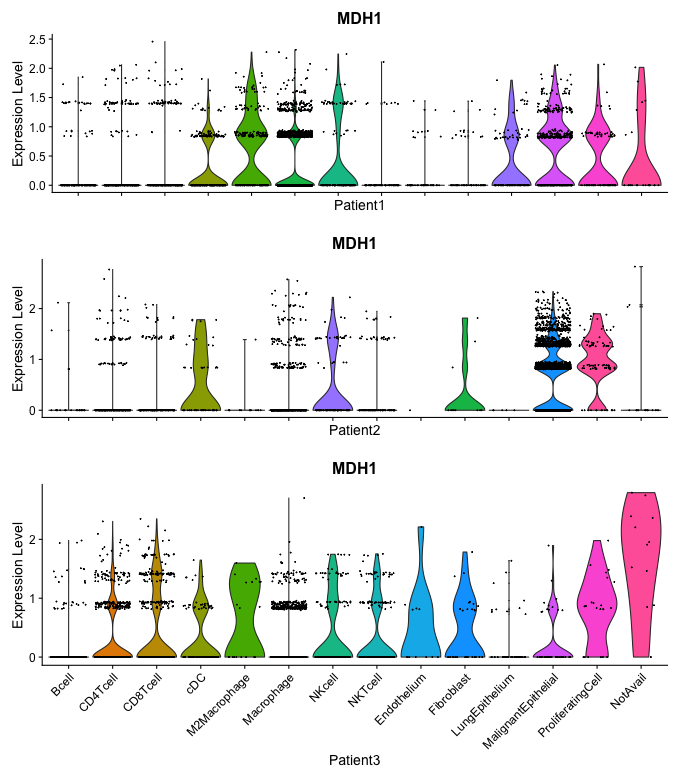 MDH1
Expression Level
2.5
2.0
1.5
1.0
0.5
0.0
Patient1
MDH1
Expression Level
2
1
0
Patient2
MDH1
Expression Level
2
1
0
Bcell
CD4Tcell
CD8Tcell
cDC
M2Macrophage
Macrophage
NKcell
NKTcell
Endothelium
Fibroblast
LungEpithelium
MalignantEpithelial
ProliferatingCell
NotAvail
Patient3